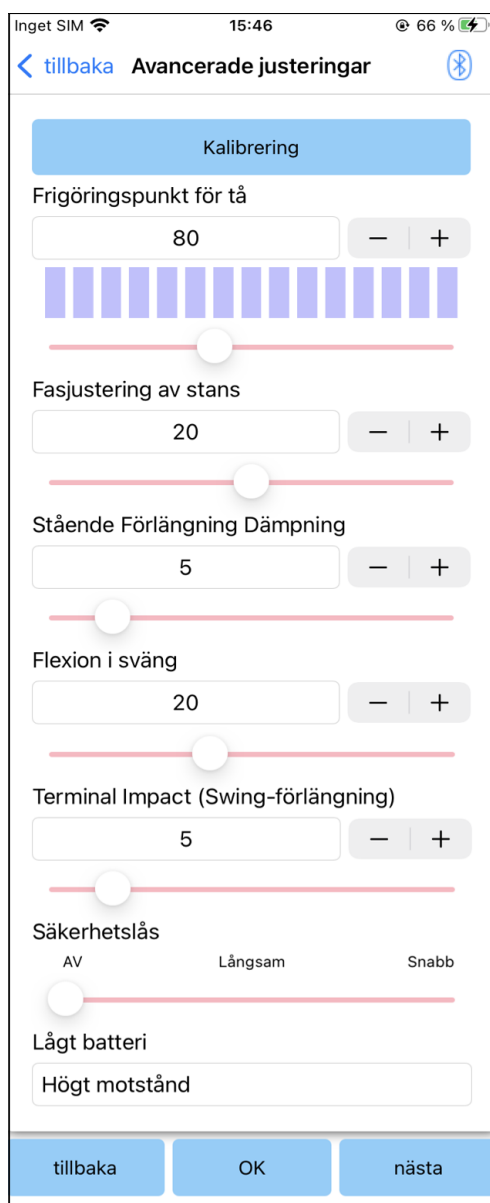 Inget SIM 15:46 66 %
tillbaka Avancerade justeringar
Kalibrering
Frigöringspunkt för tå
80 − +
Fasjustering av stans
20 − +
Stående Förlängning Dämpning
5 − +
Flexion i sväng
20 − +
Terminal Impact (Swing-förlängning)
5 − +
Säkerhetslås
AV Långsam Snabb
Lågt batteri
Högt motstånd
tillbaka OK nästa